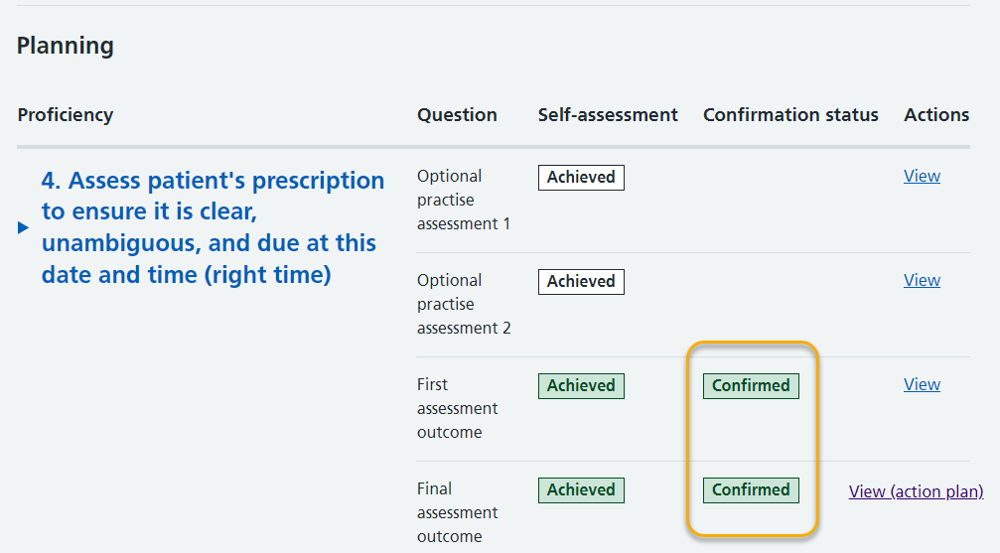 Planning
Proficiency Question Self-assessment Confirmation status Actions
4. Assess patient's prescription
to ensure it is clear,
unambiguous, and due at this
date and time (right time)
Optional
practise
assessment 1
Achieved
View
Optional
practise
assessment 2
Achieved
View
First
assessment
outcome
Achieved
Confirmed
View
Final
assessment
outcome
Achieved
Confirmed
View (action plan)